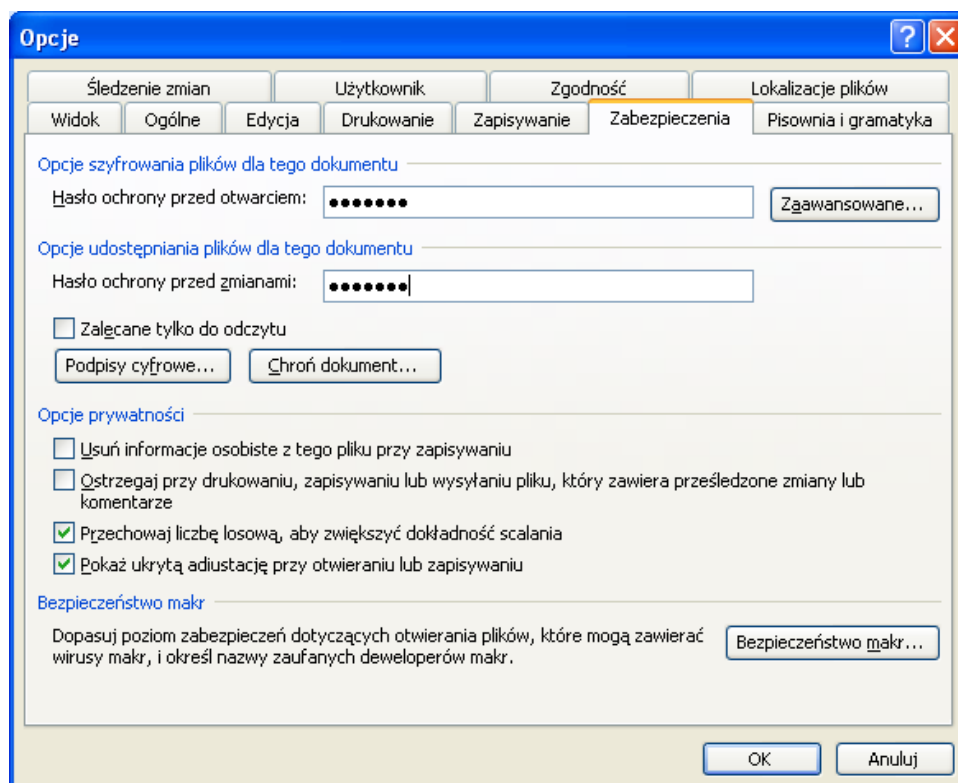 Opcje
Śledzenie zmian Użytkownik Zgodność Lokalizacje plików
Widok Ogólne Edycja Drukowanie Zapisywanie Zabezpieczenia Pisownia i gramatyka
Opcje szyfrowania plików dla tego dokumentu
Hasło ochrony przed otwarciem: ●●●●●●● Zaawansowane...
Opcje udostępniania plików dla tego dokumentu
Hasło ochrony przed zmianami: ●●●●●●●
Zalecane tylko do odczytu
Podpisy cyfrowe... Chroń dokument...
Opcje prywatności
Usuń informacje osobiste z tego pliku przy zapisywaniu
Ostrzegaj przy drukowaniu, zapisywaniu lub wysyłaniu pliku, który zawiera prześledzone zmiany lub
komentarze
Przechowaj liczbę losową, aby zwiększyć dokładność scalania
Pokaż ukrytą adiustację przy otwieraniu lub zapisywaniu
Bezpieczeństwo makr
Dopasuj poziom zabezpieczeń dotyczących otwierania plików, które mogą zawierać
wirusy makr, i określ nazwy zaufanych deweloperów makr.
Bezpieczeństwo makr...
OK Anuluj